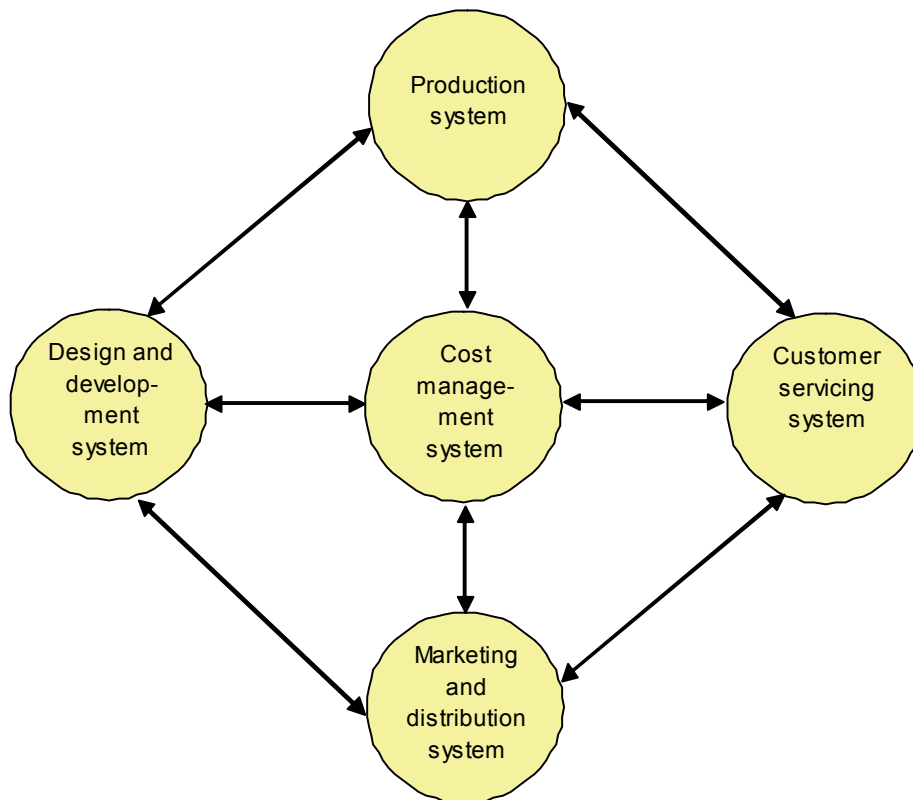 Production
system
Design and
develop-
ment
system
Cost
manage-
ment
system
Customer
servicing
system
Marketing
and
distribution
system